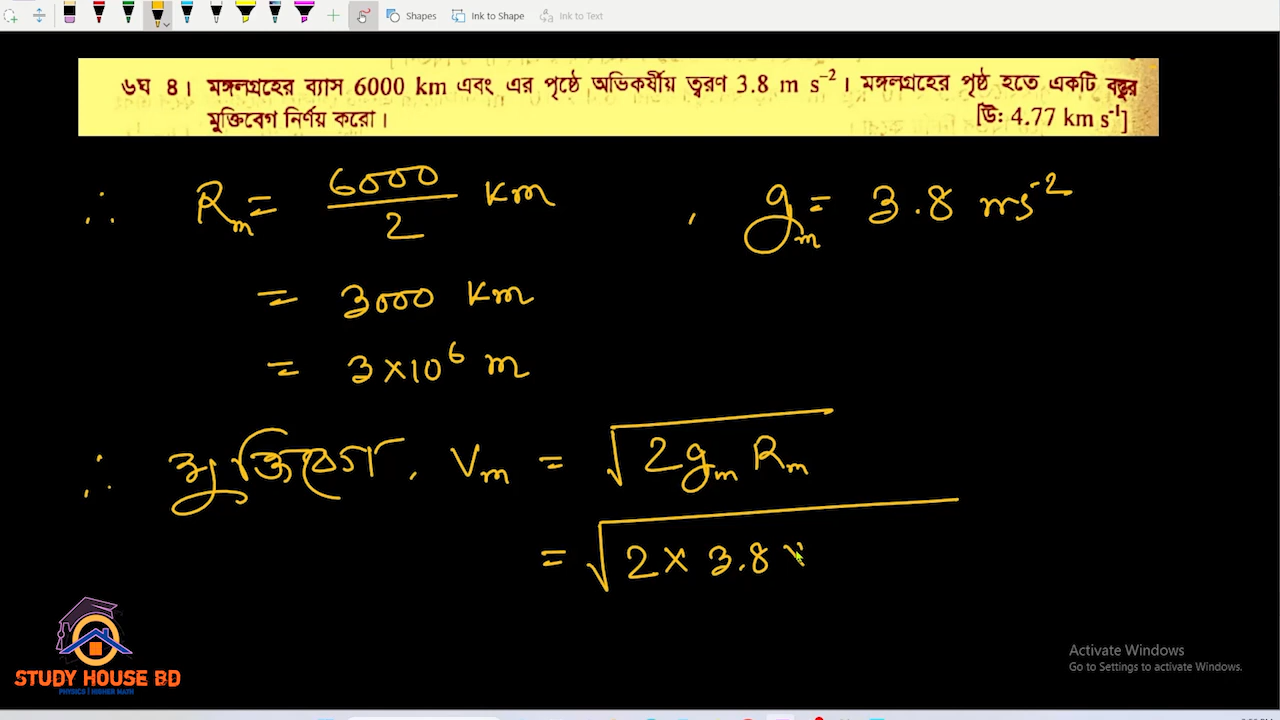 Shapes Ink to Shape Ink to Text
৬ঘ ৪। মঙ্গলগ্রহের ব্যাস 6000 km এবং এর পৃষ্ঠে অভিকর্ষীয় ত্বরণ 3.8 m s⁻²। মঙ্গলগ্রহের পৃষ্ঠ হতে একটি বস্তুর
মুক্তিবেগ নির্ণয় করো। [উঃ 4.77 km s⁻¹]
∴ Rₘ = 6000/2 km , gₘ = 3.8 ms⁻²
= 3000 km
= 3×10⁶ m
∴ মুক্তিবেগ, Vₘ = √(2gₘRₘ)
= √(2 × 3.8 ×
STUDY HOUSE BD
PHYSICS | HIGHER MATH
Activate Windows
Go to Settings to activate Windows.